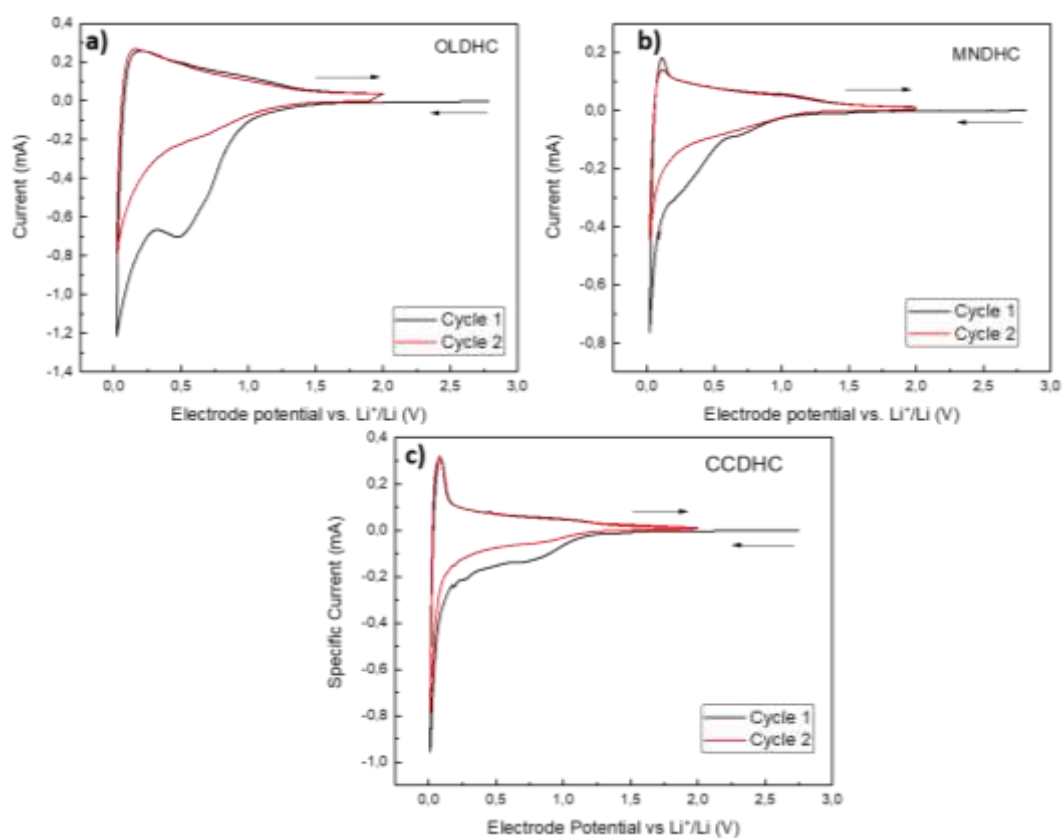 a)
OLDHC
0,4
0,2
0,0
-0,2
-0,4
-0,6
-0,8
-1,0
-1,2
-1,4
Current (mA)
Cycle 1
Cycle 2
0,0 0,5 1,0 1,5 2,0 2,5 3,0
Electrode potential vs. Li⁺/Li (V)
b)
MNDHC
0,2
0,0
-0,2
-0,4
-0,6
-0,8
Current (mA)
Cycle 1
Cycle 2
0,0 0,5 1,0 1,5 2,0 2,5 3,0
Electrode potential vs. Li⁺/Li (V)
c)
CCDHC
0,4
0,2
0,0
-0,2
-0,4
-0,6
-0,8
-1,0
Specific Current (mA)
Cycle 1
Cycle 2
0,0 0,5 1,0 1,5 2,0 2,5 3,0
Electrode Potential vs Li⁺/Li (V)